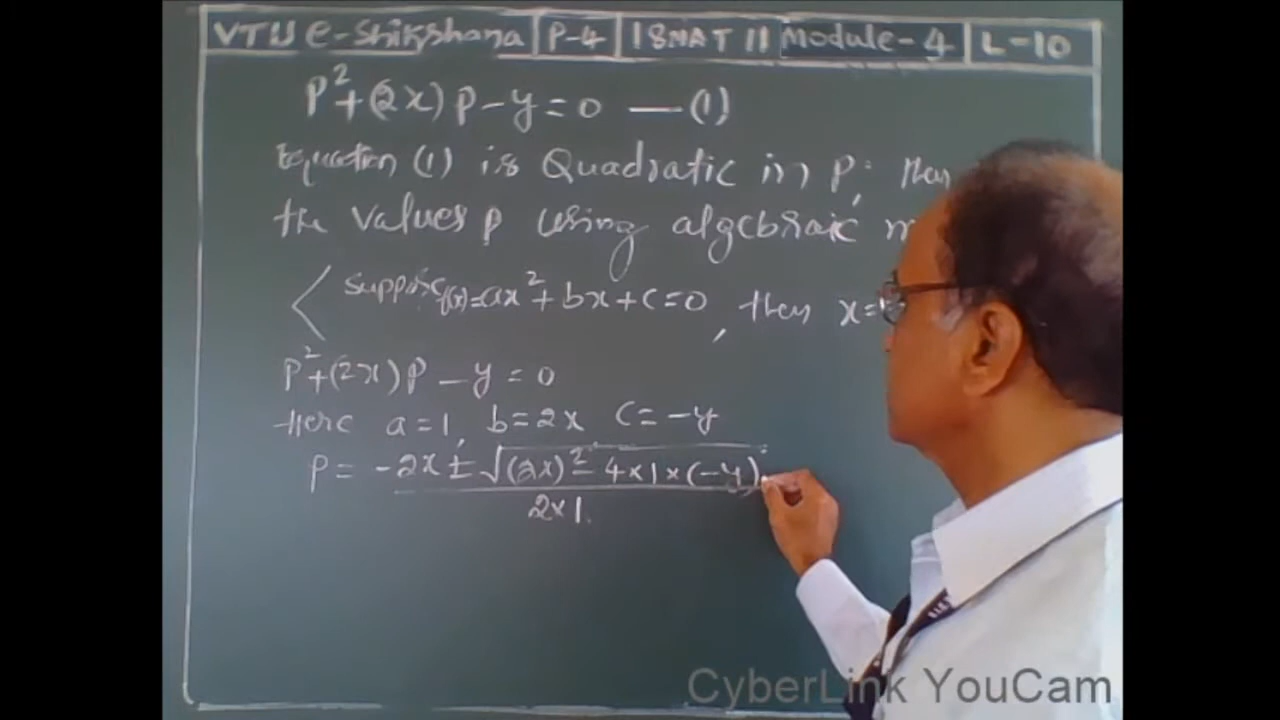 VTU e-Shikshana P-4 18MAT11 Module-4 L-10
P²+(2x)p-y=0 —(1)
Equation (1) is Quadratic in P; then
the values p using algebraic
Suppose f(x)=ax²+bx+c=0, then x=
P²+(2x)p-y=0
Here a=1, b=2x c=-y
P = -2x ± √(2x)²-4×1×(-y)
2×1
CyberLink YouCam